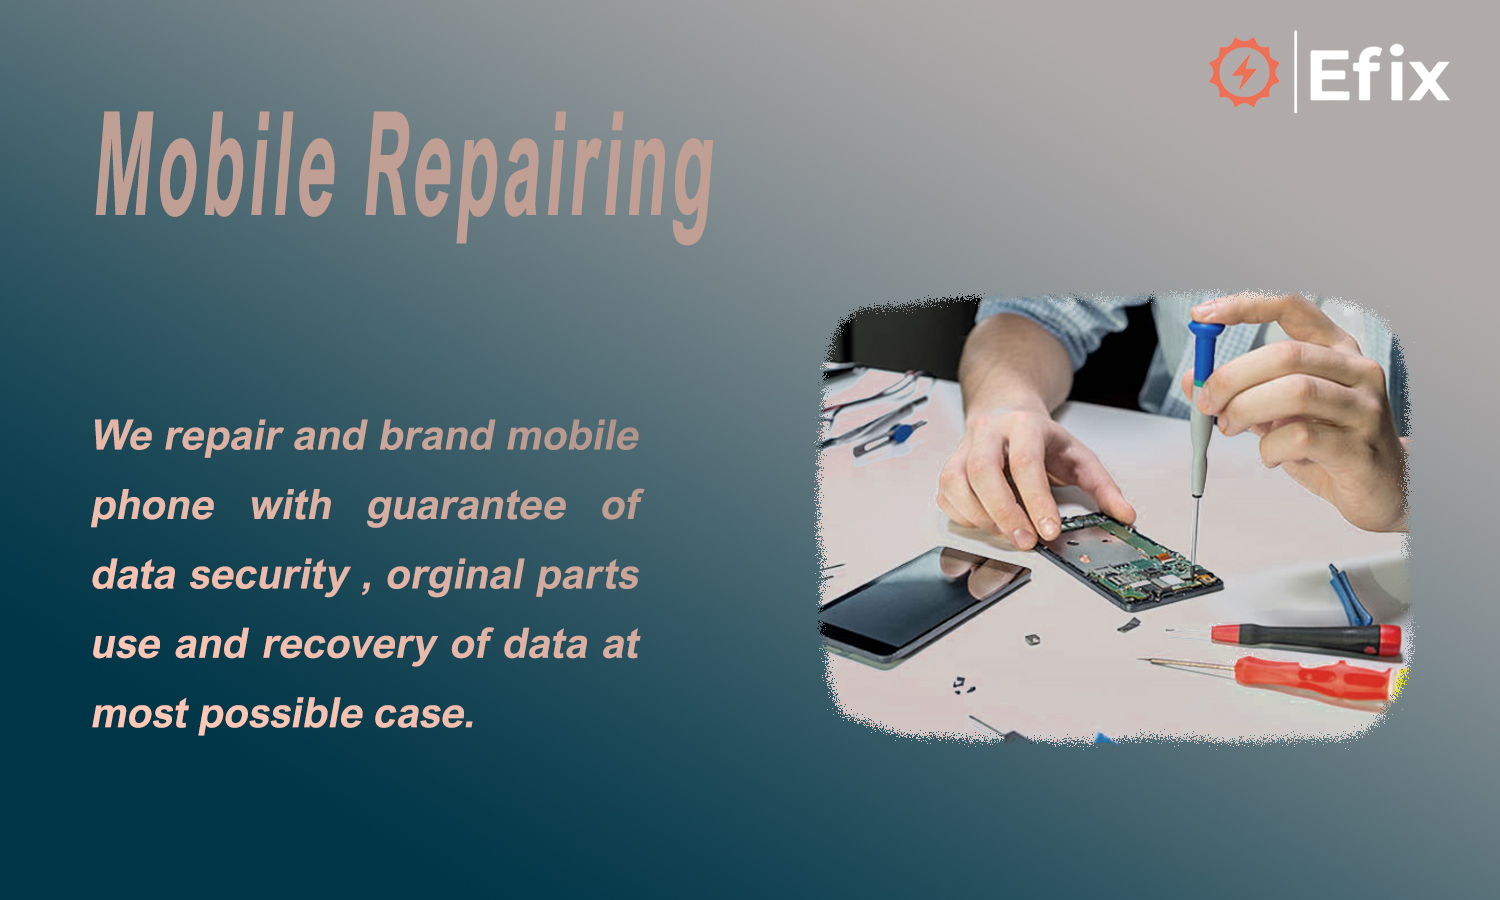 Efix
Mobile Repairing
We repair and brand mobile
phone with guarantee of
data security , orginal parts
use and recovery of data at
most possible case.